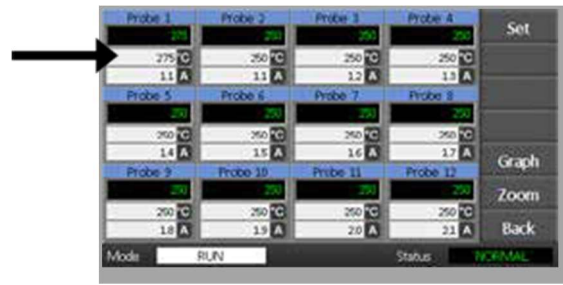 Probe 1 Probe 2 Probe 3 Probe 4 Set
275 250 250 250
275 °C 250 °C 250 °C 250 °C
1.1 A 1.1 A 1.2 A 1.3 A
Probe 5 Probe 6 Probe 7 Probe 8
250 250 250 250
250 °C 250 °C 250 °C 250 °C
1.4 A 1.5 A 1.6 A 1.7 A Graph
Probe 9 Probe 10 Probe 11 Probe 12
250 250 250 250 Zoom
250 °C 250 °C 250 °C 250 °C
1.8 A 1.9 A 2.0 A 2.1 A Back
Mode RUN Status NORMAL